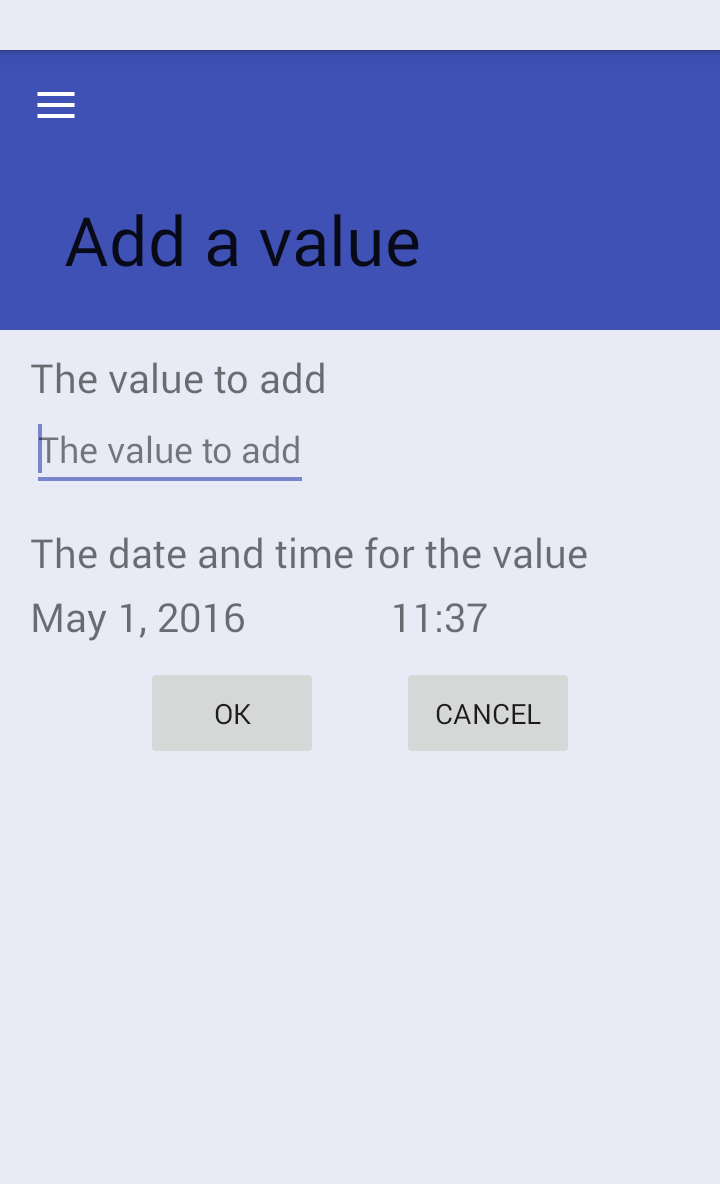 Add a value
The value to add
The value to add
The date and time for the value
May 1, 2016 11:37
OK CANCEL